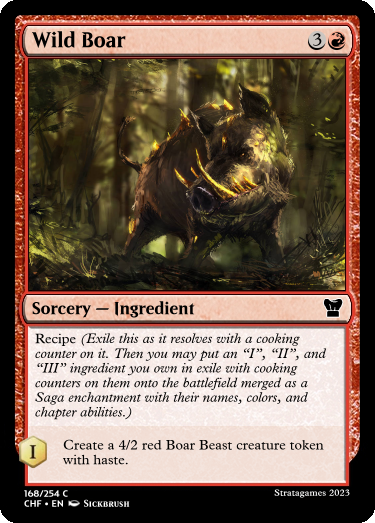 Wild Boar 3
Sorcery — Ingredient
Recipe (Exile this as it resolves with a cooking
counter on it. Then you may put an “I”, “II”, and
“III” ingredient you own in exile with cooking
counters on them onto the battlefield merged as a
Saga enchantment with their names, colors, and
chapter abilities.)
I Create a 4/2 red Boar Beast creature token
with haste.
168/254 C Stratagames 2023
CHF • EN Sickbrush